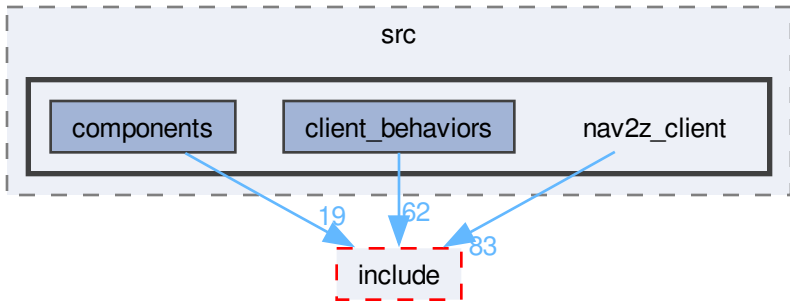 src
components
client_behaviors
nav2z_client
19
62
83
include